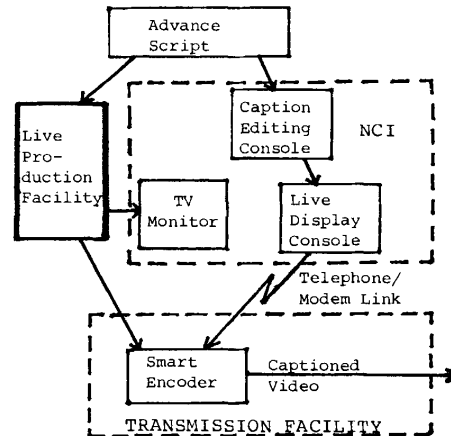 Advance
Script
Caption
Editing
Console
NCI
Live
Pro-
duction
Facility
TV
Monitor
Live
Display
Console
Telephone/
Modem Link
Smart
Encoder
Captioned
Video
TRANSMISSION FACILITY